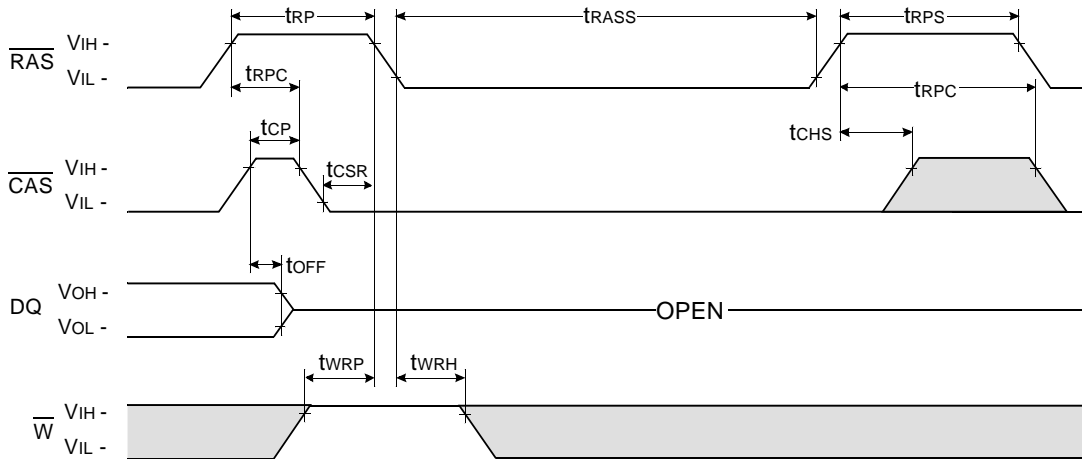 tRP
tRASS
tRPS
RAS
VIH -
VIL -
tRPC
tRPC
tCP
tCHS
CAS
VIH -
VIL -
tCSR
tOFF
DQ
VOH -
VOL -
OPEN
tWRP
tWRH
W
VIH -
VIL -